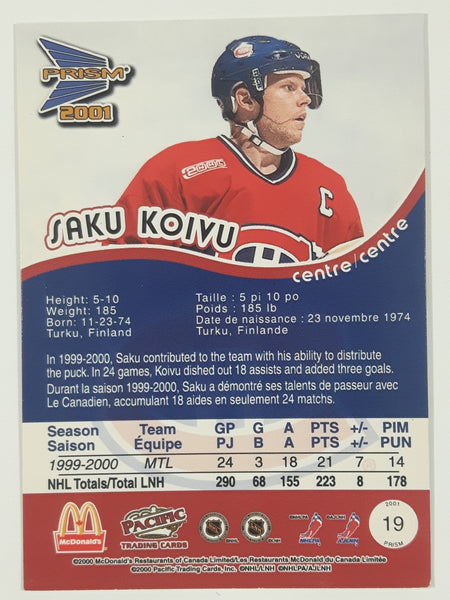 PRISM
2001
2000
C
SAKU KOIVU
centre/centre
Height: 5-10
Weight: 185
Born: 11-23-74
Turku, Finland
Taille : 5 pi 10 po
Poids : 185 lb
Date de naissance : 23 novembre 1974
Turku, Finlande
In 1999-2000, Saku contributed to the team with his ability to distribute
the puck. In 24 games, Koivu dished out 18 assists and added three goals.
Durant la saison 1999-2000, Saku a démontré ses talents de passeur avec
Le Canadien, accumulant 18 aides en seulement 24 matchs.
Season Team GP G A PTS +/- PIM
Saison Équipe PJ B A PTS +/- PUN
1999-2000 MTL 24 3 18 21 7 14
NHL Totals/Total LNH 290 68 155 223 8 178
McDonald's
PACIFIC
TRADING CARDS
2001
19
PRISM
©2000 McDonald's Restaurants of Canada Limited/Les Restaurants McDonald du Canada Limitée
©2000 Pacific Trading Cards, Inc. ©NHL/LNH ©NHLPA/AJLNH